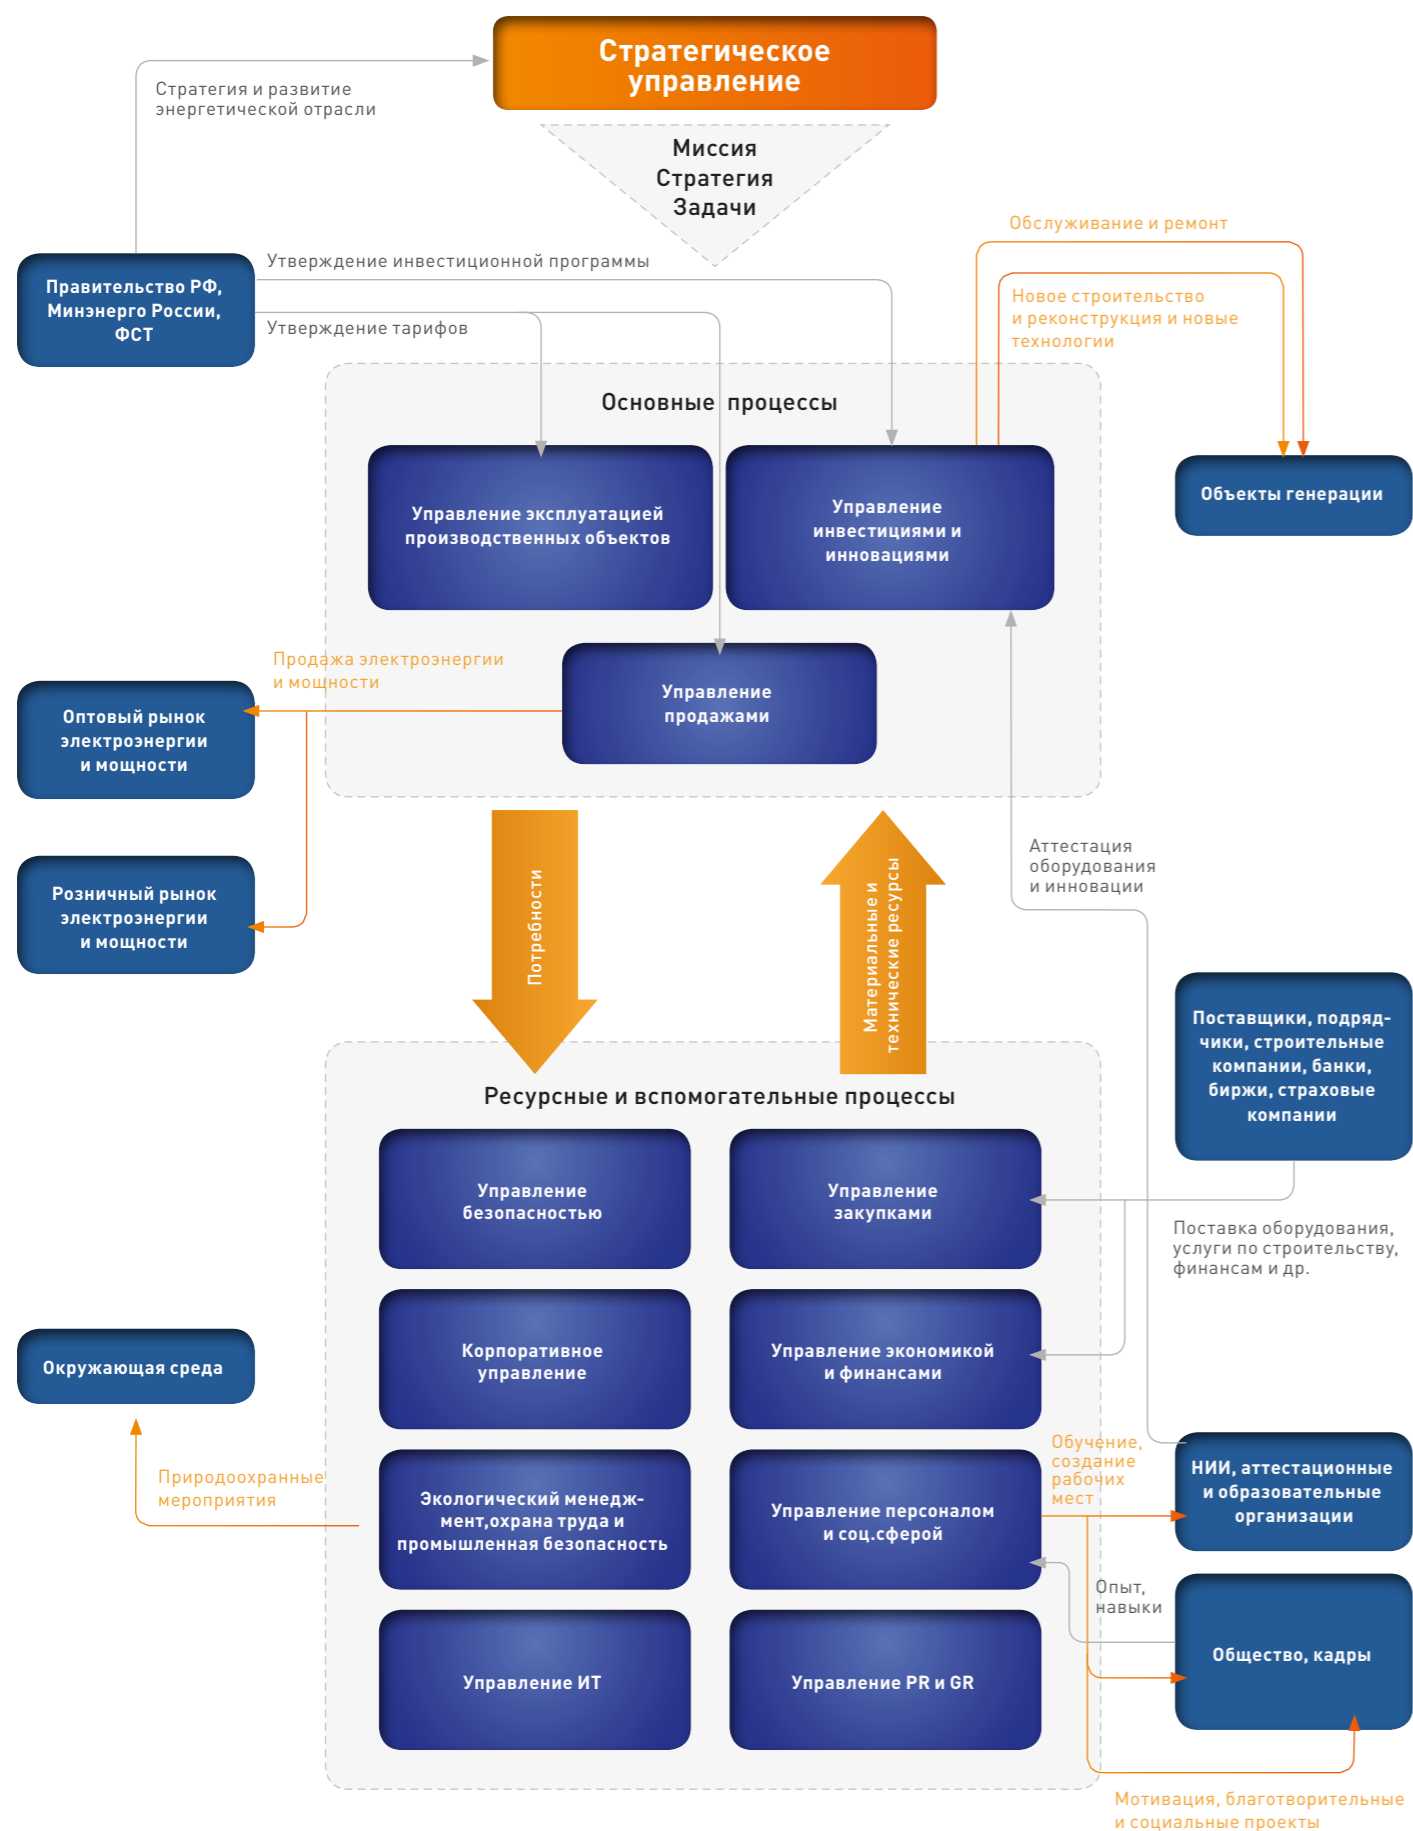 Стратегическое
управление
Стратегия и развитие
энергетической отрасли
Миссия
Стратегия
Задачи
Обслуживание и ремонт
Утверждение инвестиционной программы
Правительство РФ,
Минэнерго России,
ФСТ
Новое строительство
и реконструкция и новые
технологии
Утверждение тарифов
Основные процессы
Объекты генерации
Управление эксплуатацией
производственных объектов
Управление
инвестициями и
инновациями
Продажа электроэнергии
и мощности
Управление
продажами
Оптовый рынок
электроэнергии
и мощности
Розничный рынок
электроэнергии
и мощности
Потребности
Материальные и
технические ресурсы
Аттестация
оборудования
и инновации
Поставщики, подряд-
чики, строительные
компании, банки,
биржи, страховые
компании
Ресурсные и вспомогательные процессы
Управление
безопасностью
Управление
закупками
Поставка оборудования,
услуги по строительству,
финансам и др.
Окружающая среда
Корпоративное
управление
Управление экономикой
и финансами
Природоохранные
мероприятия
Экологический менедж-
мент,охрана труда и
промышленная безопасность
Управление персоналом
и соц.сферой
Обучение,
создание
рабочих
мест
НИИ, аттестационные
и образовательные
организации
Опыт,
навыки
Общество, кадры
Управление ИТ
Управление PR и GR
Мотивация, благотворительные
и социальные проекты